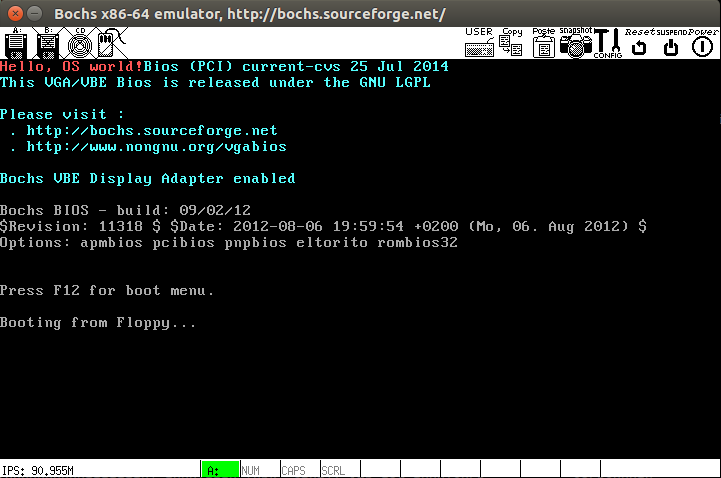 Bochs x86-64 emulator, http://bochs.sourceforge.net/
A: B: CD USER Copy Paste snapshot CONFIG Reset SUSPEND Power
Hello, OS world!Bios (PCI) current-cvs 25 Jul 2014
This VGA/VBE Bios is released under the GNU LGPL
Please visit :
. http://bochs.sourceforge.net
. http://www.nongnu.org/vgabios
Bochs VBE Display Adapter enabled
Bochs BIOS - build: 09/02/12
$Revision: 11318 $ $Date: 2012-08-06 19:59:54 +0200 (Mo, 06. Aug 2012) $
Options: apmbios pcibios pnpbios eltorito rombios32
Press F12 for boot menu.
Booting from Floppy...
IPS: 90.955M A: NUM CAPS SCRL